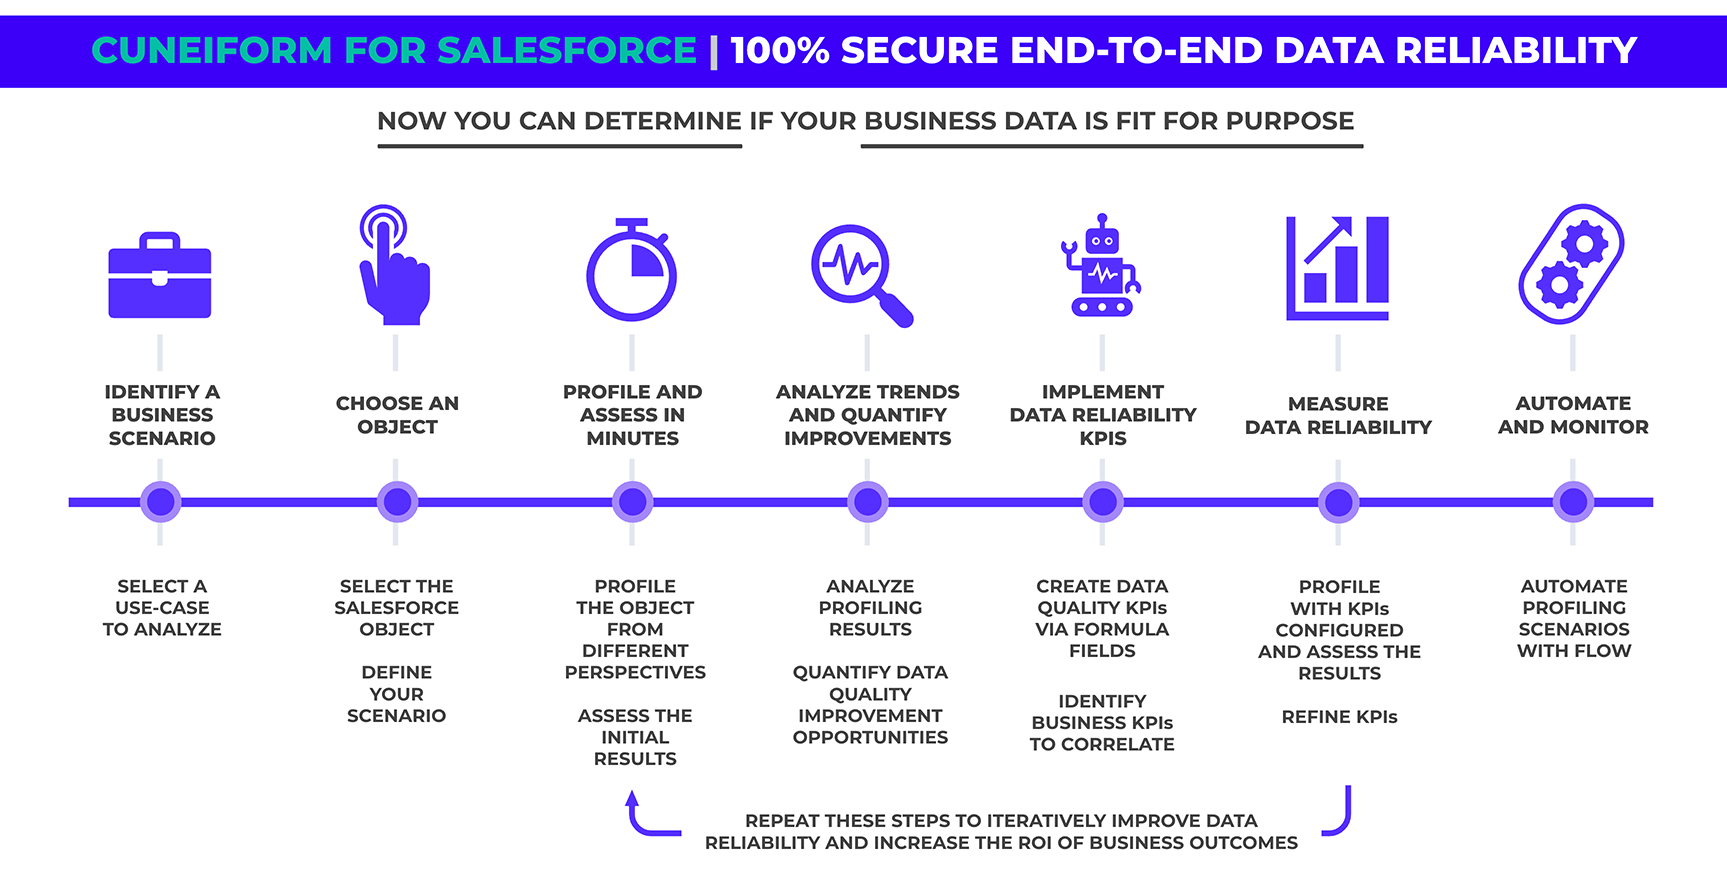 CUNEIFORM FOR SALESFORCE | 100% SECURE END-TO-END DATA RELIABILITY
NOW YOU CAN DETERMINE IF YOUR BUSINESS DATA IS FIT FOR PURPOSE
IDENTIFY A
BUSINESS
SCENARIO
CHOOSE AN
OBJECT
PROFILE AND
ASSESS IN
MINUTES
ANALYZE TRENDS
AND QUANTIFY
IMPROVEMENTS
IMPLEMENT
DATA RELIABILITY
KPIS
MEASURE
DATA RELIABILITY
AUTOMATE
AND MONITOR
SELECT A
USE-CASE
TO ANALYZE
SELECT THE
SALESFORCE
OBJECT
DEFINE
YOUR
SCENARIO
PROFILE
THE OBJECT
FROM
DIFFERENT
PERSPECTIVES
ASSESS THE
INITIAL
RESULTS
ANALYZE
PROFILING
RESULTS
QUANTIFY DATA
QUALITY
IMPROVEMENT
OPPORTUNITIES
CREATE DATA
QUALITY KPIs
VIA FORMULA
FIELDS
IDENTIFY
BUSINESS KPIs
TO CORRELATE
PROFILE
WITH KPIs
CONFIGURED
AND ASSESS THE
RESULTS
REFINE KPIs
AUTOMATE
PROFILING
SCENARIOS
WITH FLOW
REPEAT THESE STEPS TO ITERATIVELY IMPROVE DATA
RELIABILITY AND INCREASE THE ROI OF BUSINESS OUTCOMES